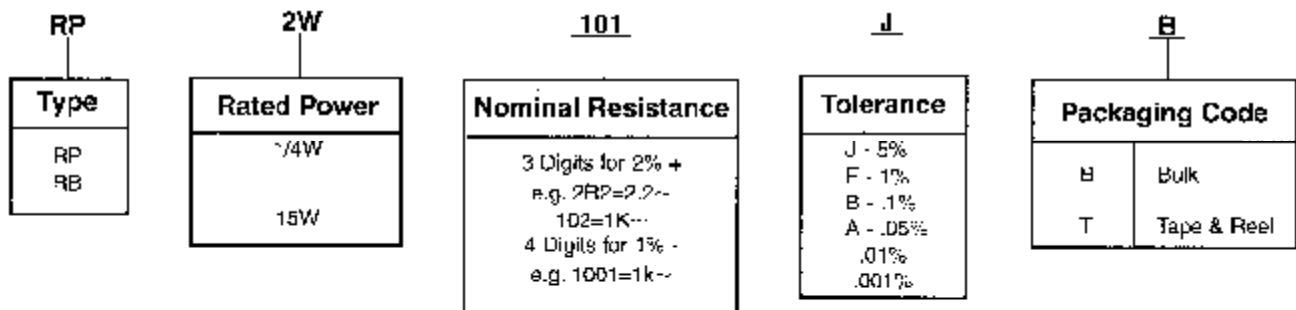 RP 2W 101 J B
Type
RP
RB
Rated Power
1/4W
15W
Nominal Resistance
3 Digits for 2% +
e.g. 2R2=2.2
102=1K
4 Digits for 1% -
e.g. 1001=1k
Tolerance
J - 5%
F - 1%
B - .1%
A - .05%
.01%
.001%
Packaging Code
B Bulk
T Tape & Reel